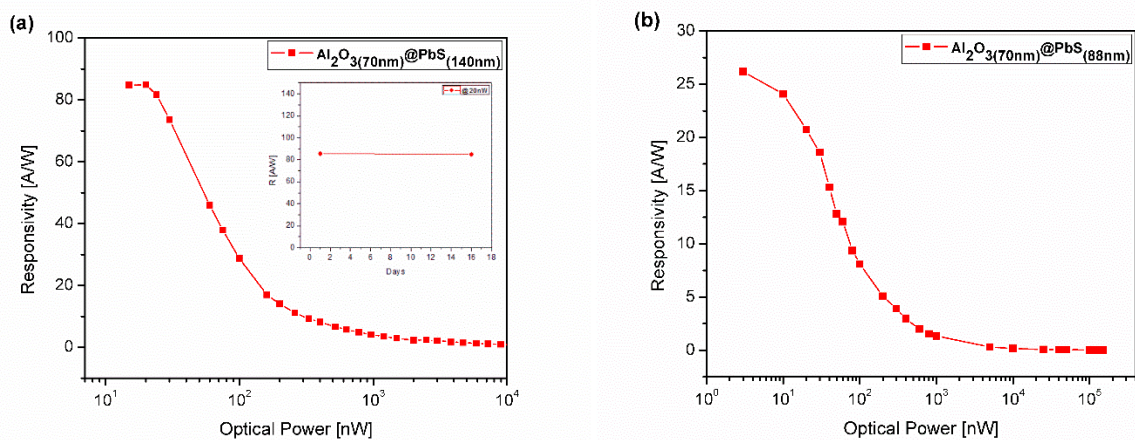 (a)
Al2O3(70nm)@PbS(140nm)
100
80
60
40
20
0
Responsivity [A/W]
10^1
10^2
10^3
10^4
Optical Power [nW]
@20nW
140
120
100
80
60
40
20
0
R [A/W]
0 2 4 6 8 10 12 14 16 18
Days
(b)
Al2O3(70nm)@PbS(88nm)
30
25
20
15
10
5
0
Responsivity [A/W]
10^0
10^1
10^2
10^3
10^4
10^5
Optical Power [nW]